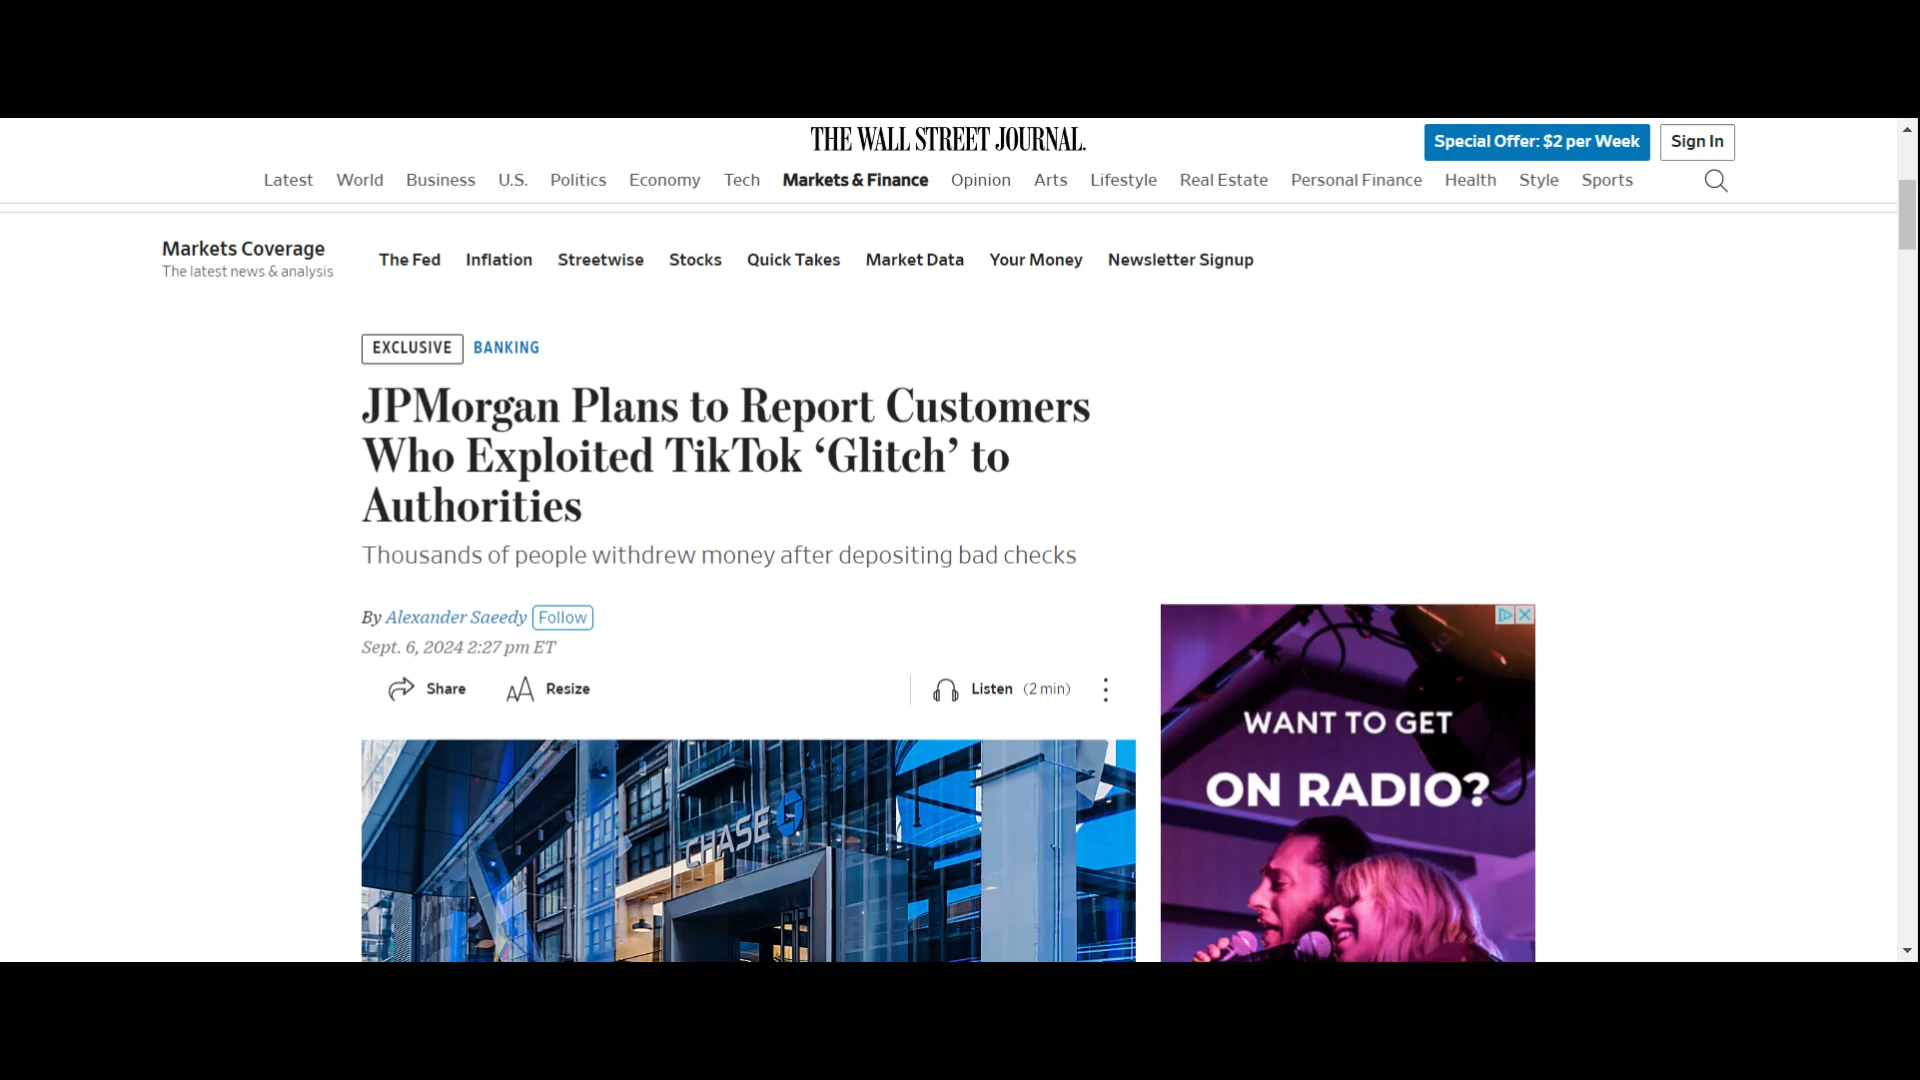 THE WALL STREET JOURNAL.
Special Offer: $2 per Week
Sign In
Latest World Business U.S. Politics Economy Tech Markets & Finance Opinion Arts Lifestyle Real Estate Personal Finance Health Style Sports
Markets Coverage
The latest news & analysis
The Fed Inflation Streetwise Stocks Quick Takes Market Data Your Money Newsletter Signup
EXCLUSIVE BANKING
JPMorgan Plans to Report Customers
Who Exploited TikTok ‘Glitch’ to
Authorities
Thousands of people withdrew money after depositing bad checks
By Alexander Saeedy Follow
Sept. 6, 2024 2:27 pm ET
Share AA Resize
Listen (2 min)
CHASE
WANT TO GET
ON RADIO?